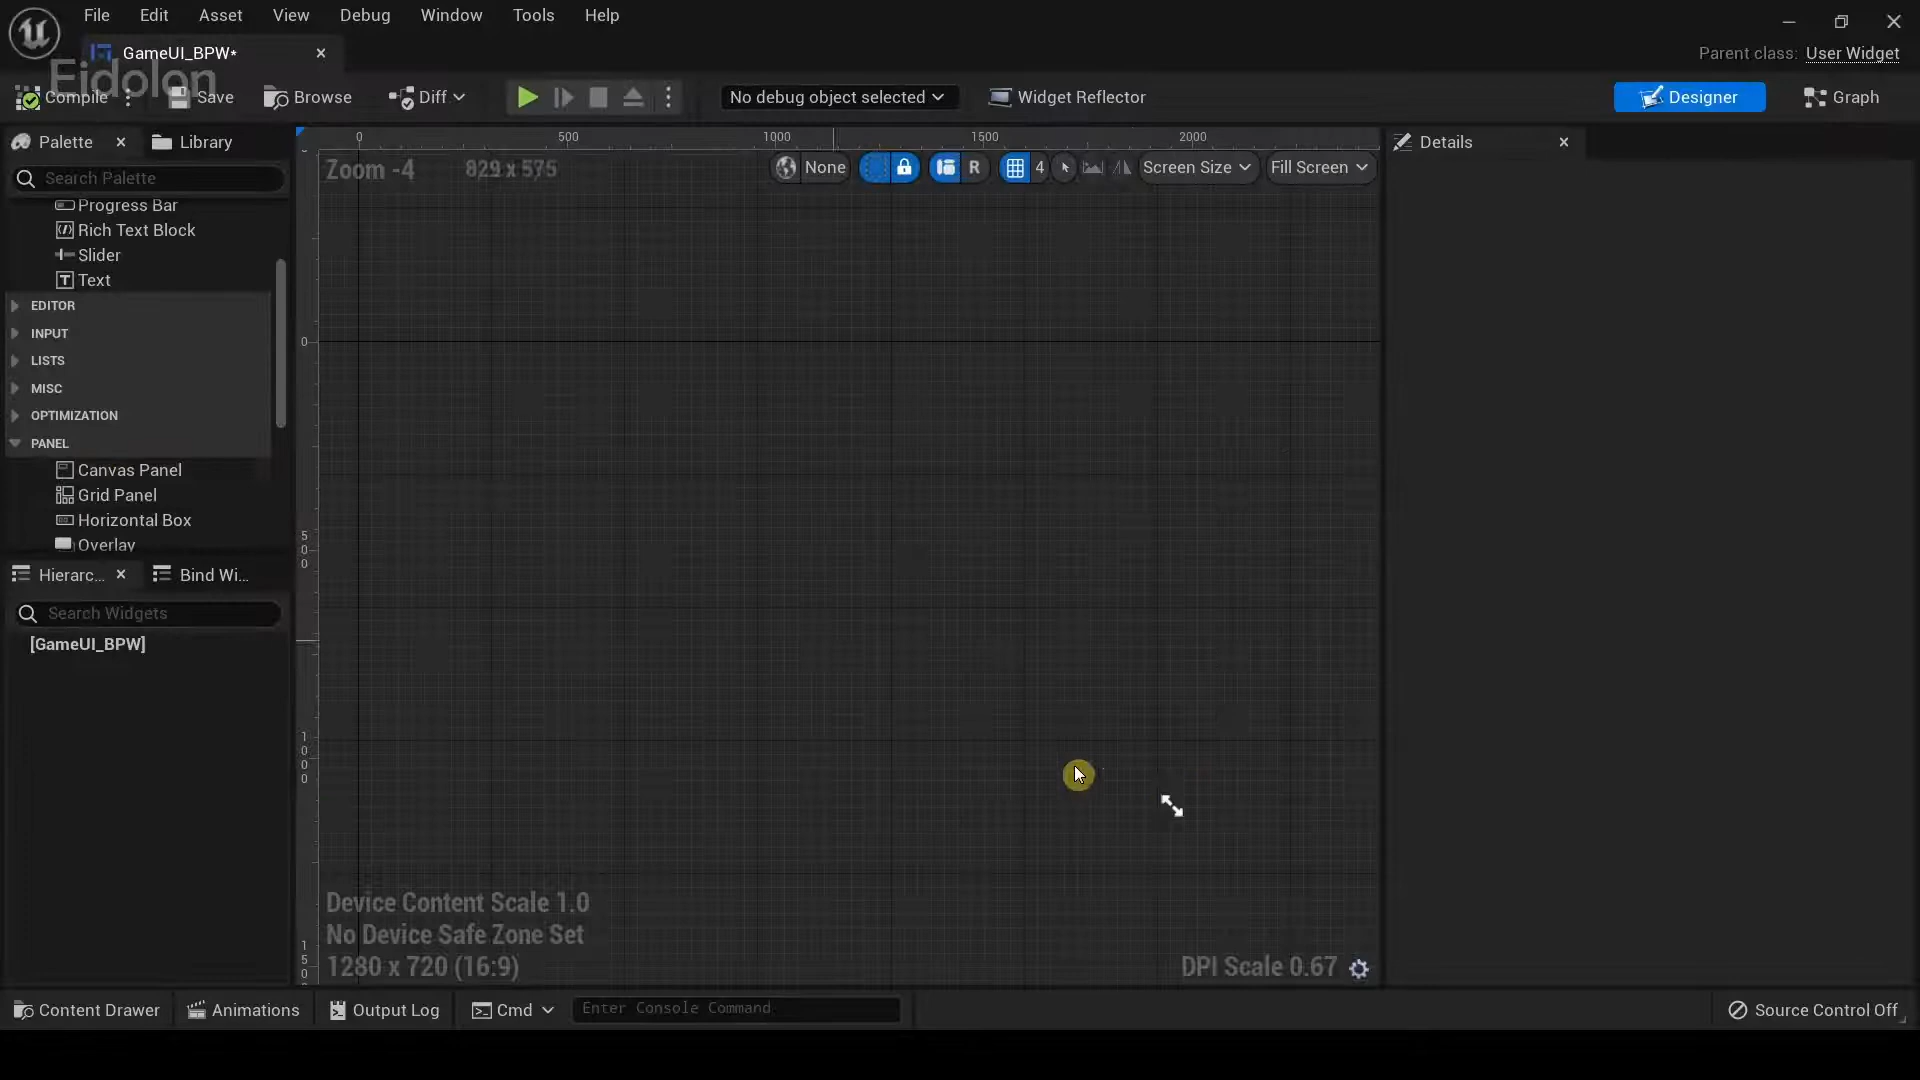 File Edit Asset View Debug Window Tools Help
GameUI_BPW*
Parent class: User Widget
Eidolon
Compile Save Browse Diff No debug object selected Widget Reflector Designer Graph
Palette Library
Details
0 500 1000 1500 2000
Zoom -4 829 x 575 None R 4 Screen Size Fill Screen
Search Palette
Progress Bar
Rich Text Block
Slider
Text
EDITOR
INPUT
LISTS
MISC
OPTIMIZATION
PANEL
Canvas Panel
Grid Panel
Horizontal Box
Overlay
0
5
0
1
0
0
0
1
5
0
Hierarc... Bind Wi...
Search Widgets
[GameUI_BPW]
Device Content Scale 1.0
No Device Safe Zone Set
1280 x 720 (16:9)
DPI Scale 0.67
Content Drawer Animations Output Log Cmd Enter Console Command Source Control Off